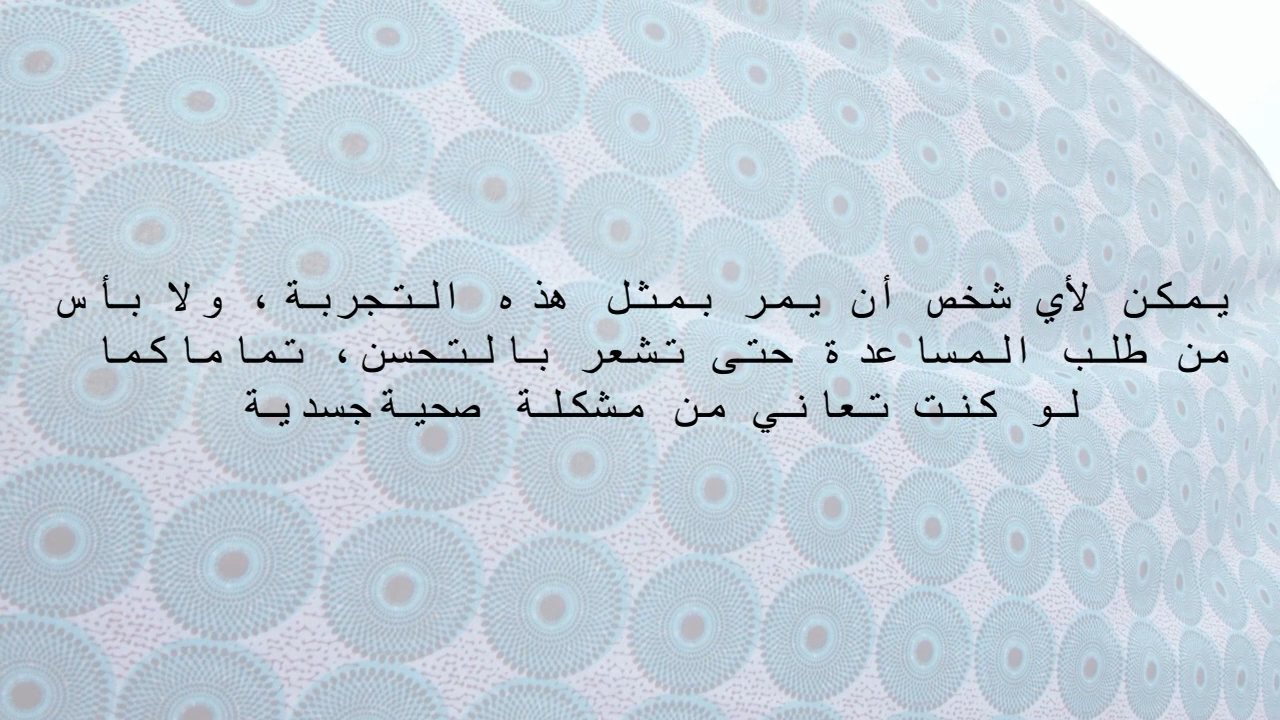 يمكن لأي شخص أن يمر بمثل هذه التجربة، ولا بأس
من طلب المساعدة حتى تشعر بالتحسن، تماما كما
لو كنت تعاني من مشكلة صحية جسدية